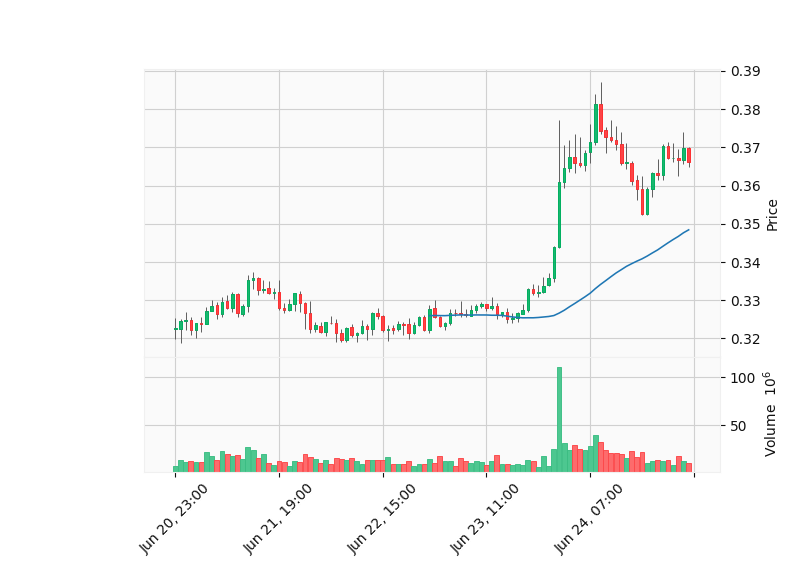 0.39
0.38
0.37
0.36
0.35
0.34
0.33
0.32
Price
100
50
Volume 10⁶
Jun 20, 23:00
Jun 21, 19:00
Jun 22, 15:00
Jun 23, 11:00
Jun 24, 07:00